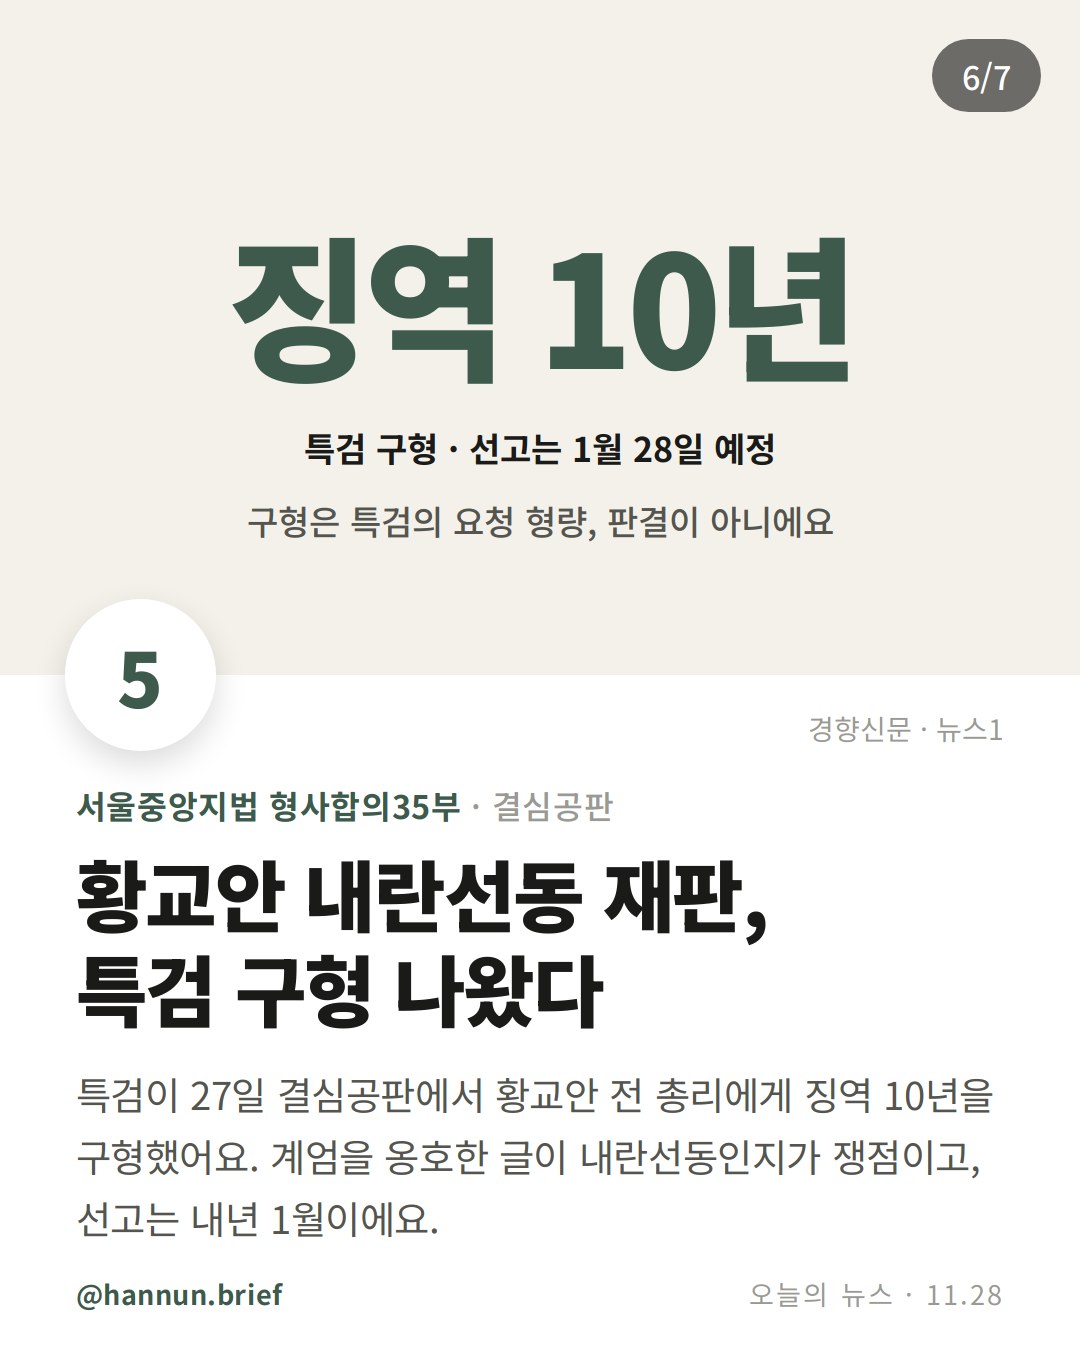 6/7
징역 10년
특검 구형 · 선고는 1월 28일 예정
구형은 특검의 요청 형량, 판결이 아니에요
5
경향신문 · 뉴스1
서울중앙지법 형사합의35부 · 결심공판
황교안 내란선동 재판,
특검 구형 나왔다
특검이 27일 결심공판에서 황교안 전 총리에게 징역 10년을
구형했어요. 계엄을 옹호한 글이 내란선동인지가 쟁점이고,
선고는 내년 1월이에요.
@hannun.brief
오늘의 뉴스 · 11.28